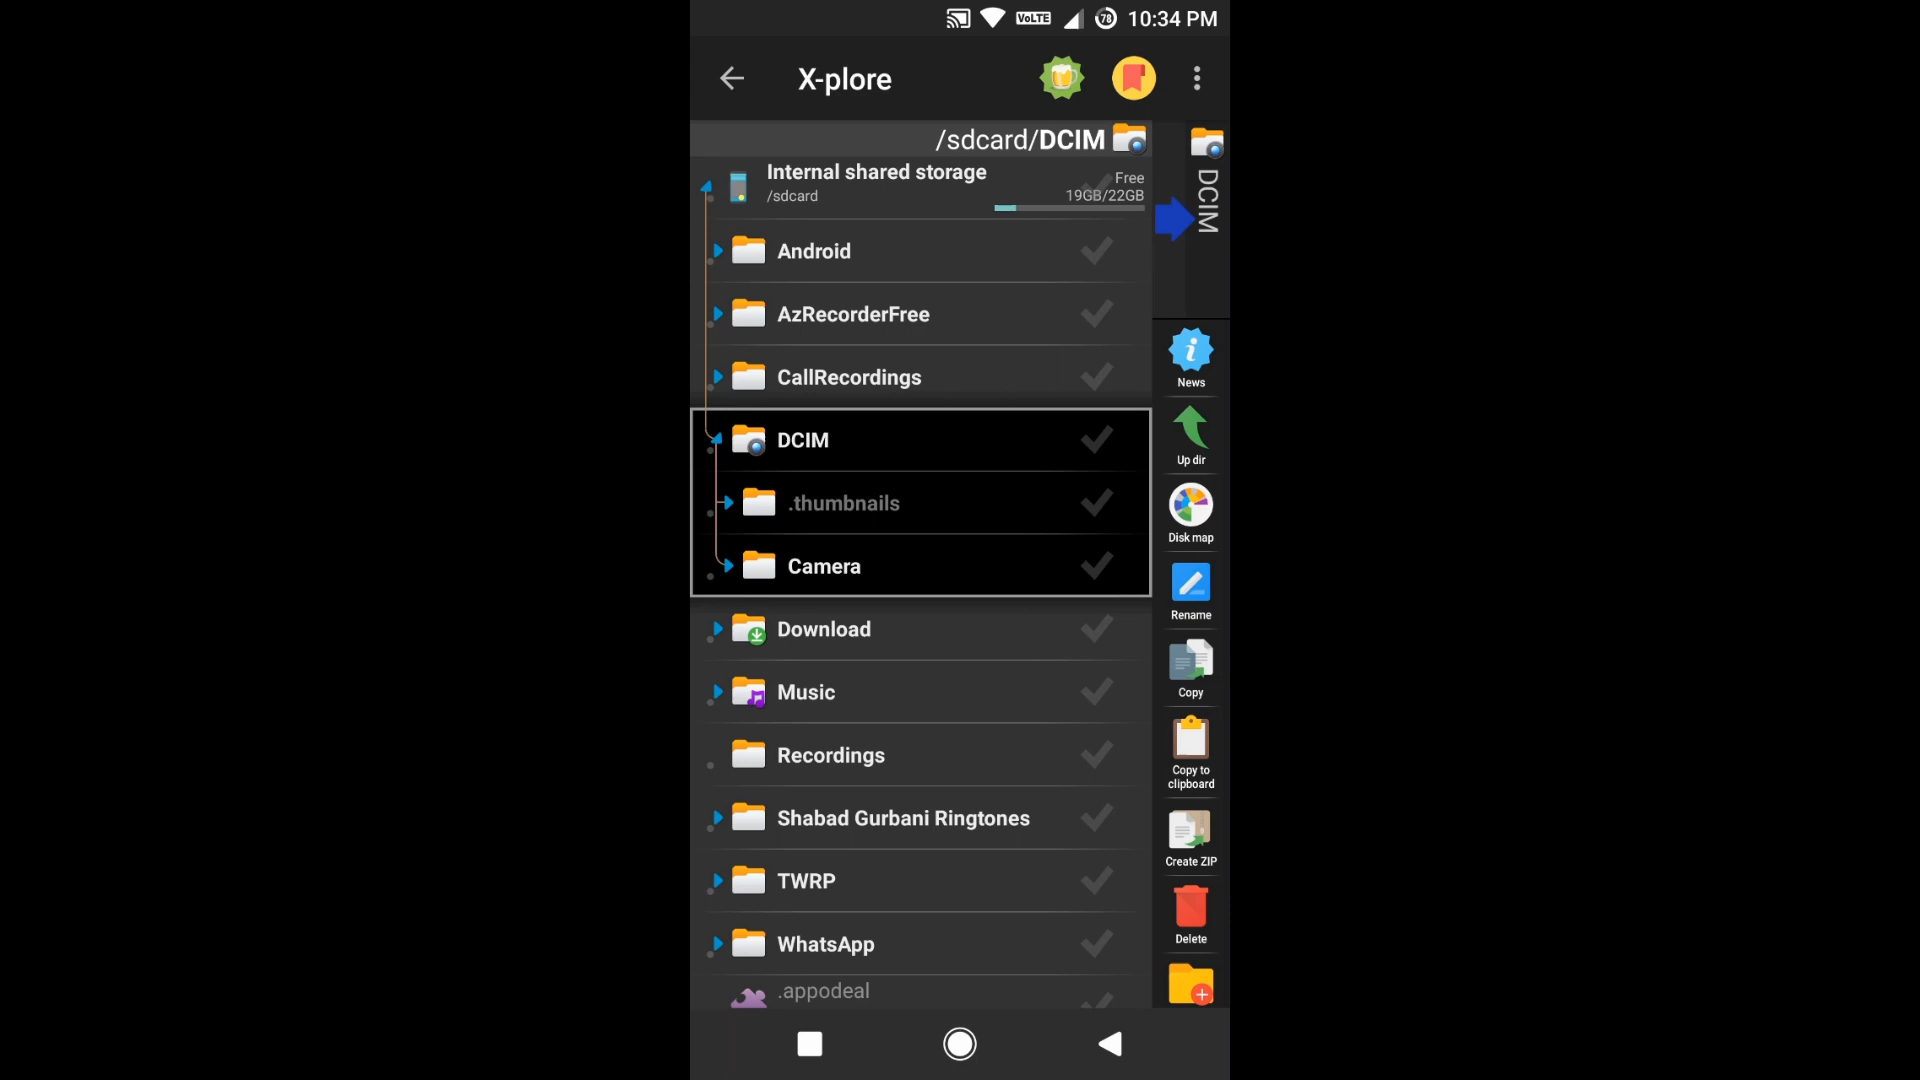 VoLTE 78 10:34 PM
X-plore
/sdcard/DCIM
Internal shared storage
/sdcard
Free
19GB/22GB
DCIM
Android
AzRecorderFree
CallRecordings
DCIM
.thumbnails
Camera
Download
Music
Recordings
Shabad Gurbani Ringtones
TWRP
WhatsApp
.appodeal
News
Up dir
Disk map
Rename
Copy
Copy to
clipboard
Create ZIP
Delete